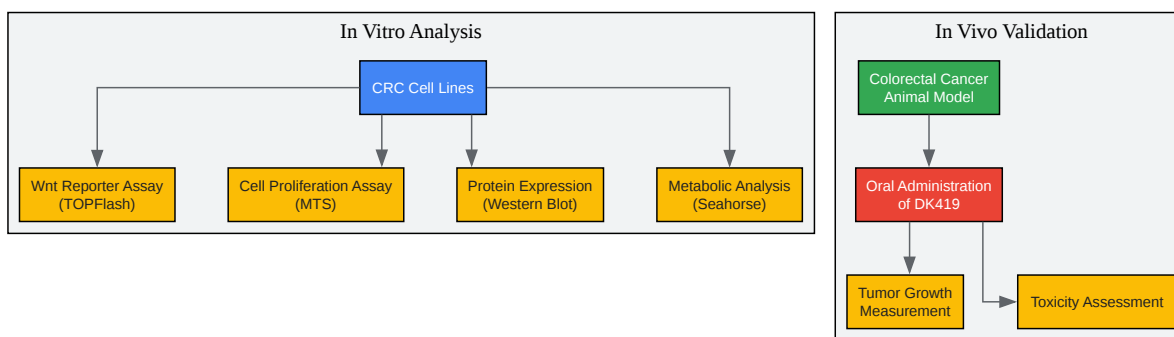 In Vitro Analysis
CRC Cell Lines
Wnt Reporter Assay
(TOPFlash)
Cell Proliferation Assay
(MTS)
Protein Expression
(Western Blot)
Metabolic Analysis
(Seahorse)
In Vivo Validation
Colorectal Cancer
Animal Model
Oral Administration
of DK419
Tumor Growth
Measurement
Toxicity Assessment